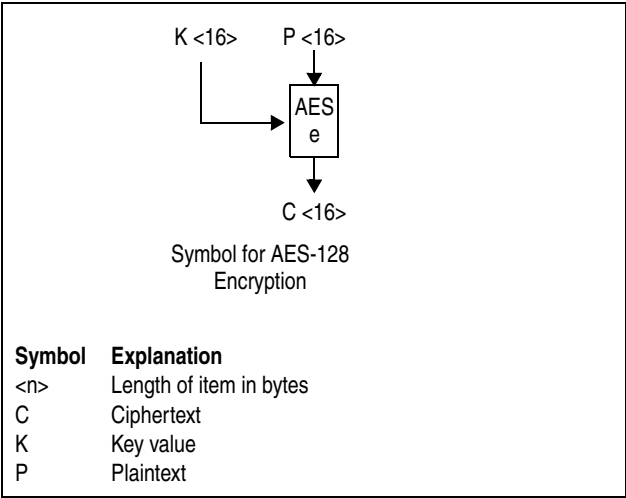 K <16> P <16>
AES
e
C <16>
Symbol for AES-128
Encryption
Symbol Explanation
<n> Length of item in bytes
C Ciphertext
K Key value
P Plaintext